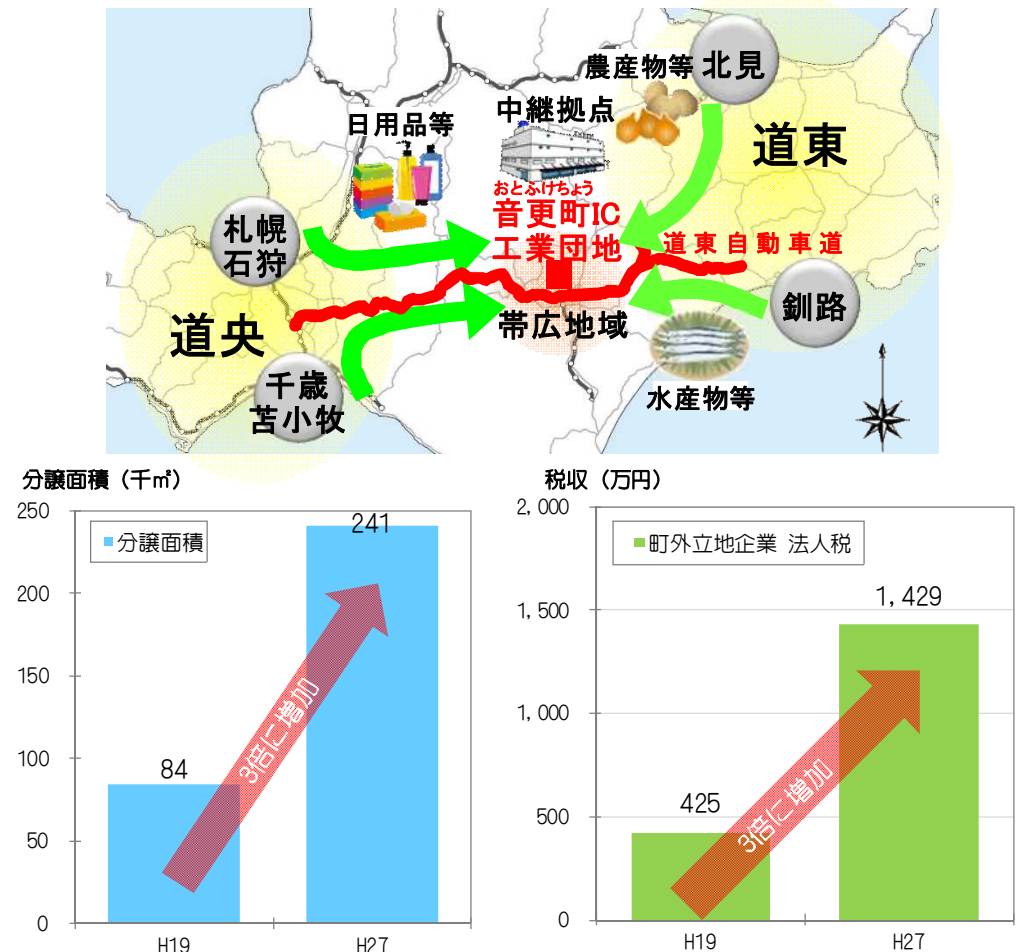 農産物等
北見
中継拠点
日用品等
道東
おとふけちょう
音更町IC
工業団地
札幌
石狩
道東自動車道
釧路
道央
帯広地域
千歳
苫小牧
水産物等
分譲面積（千㎡）
250
200
150
100
50
0
分譲面積
241
84
3倍に増加
H19
H27
税収（万円）
2,000
1,500
1,000
500
0
町外立地企業 法人税
1,429
425
3倍に増加
H19
H27